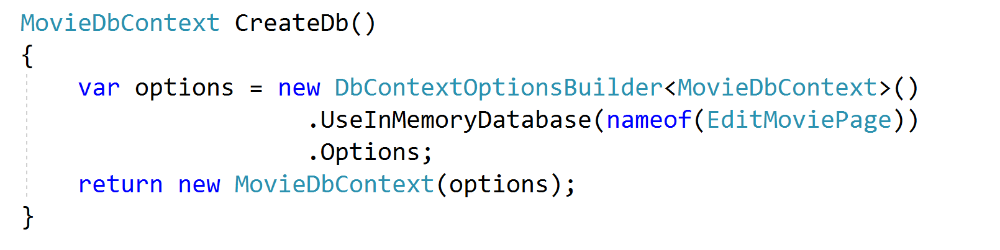 MovieDbContext CreateDb()
{
    var options = new DbContextOptionsBuilder<MovieDbContext>()
                    .UseInMemoryDatabase(nameof(EditMoviePage))
                    .Options;
    return new MovieDbContext(options);
}